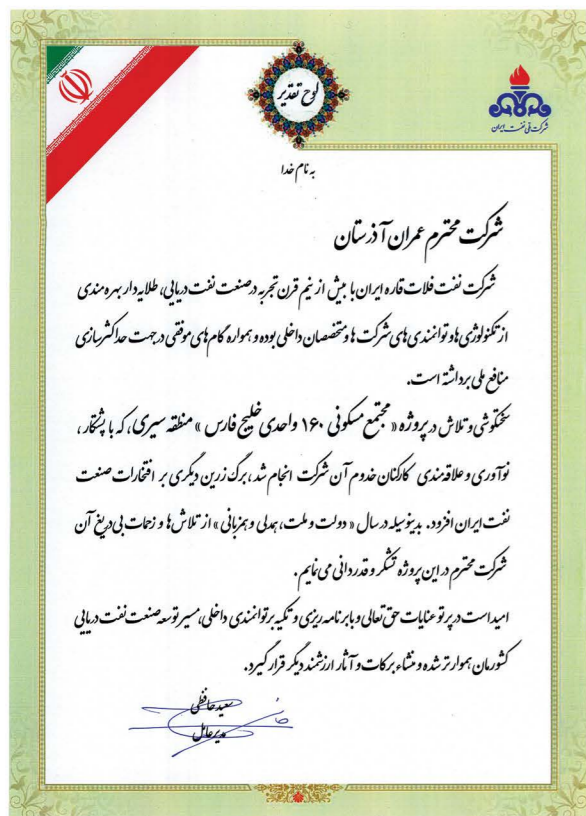 لوح تقدیر
شرکت ملی نفت ایران
به نام خدا
شرکت محترم عمران آذرستان
شرکت نفت فلات قاره ایران با بیش از نیم قرن تجربه درصنعت نفت دریایی، طلایه دار بهره مندی
از تکنولوژی ها و توانمندی های شرکت ها و متخصصان داخلی بوده و همواره گام های موفقی در جهت حداکثرسازی
منافع ملی برداشته است.
سختکوشی و تلاش در پروژه « مجتمع مسکونی ۱۶۰ واحدی خلیج فارس » منطقه سیری، که با پشتکار ،
نوآوری و علاقه مندی کارکنان خدوم آن شرکت انجام شد ، برگ زرین دیگری بر افتخارات صنعت
نفت ایران افزود. بدینوسیله در سال « دولت و ملت، همدلی و همزبانی » از تلاش ها و زحمات بی دریغ آن
شرکت محترم در این پروژه تشکر و قدردانی می نمایم .
امید است در پرتو عنایات حق تعالی و با برنامه ریزی و تکیه بر توانمندی داخلی، مسیر توسعه صنعت نفت دریایی
کشورمان هموارتر شده و منشاء برکات و آثار ارزشمند دیگر قرار گیرد.
سعید حافظی
مدیرعامل